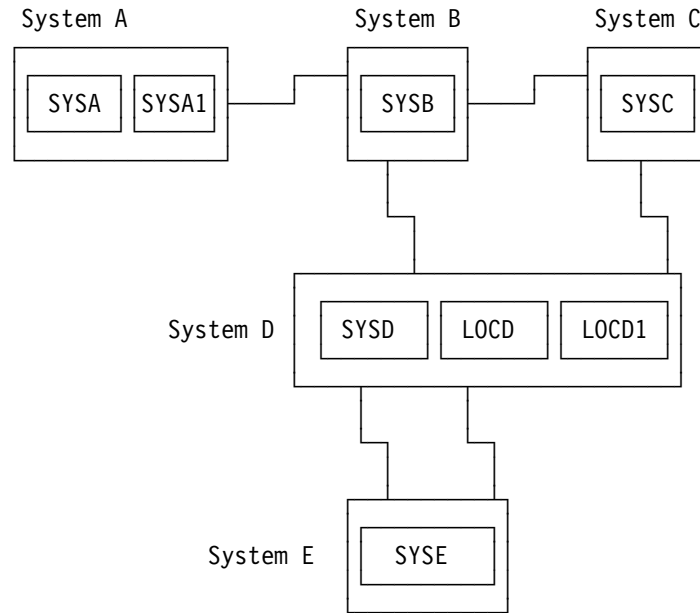 System A
System B
System C
SYSA
SYSA1
SYSB
SYSC
System D
SYSD
LOCD
LOCD1
System E
SYSE